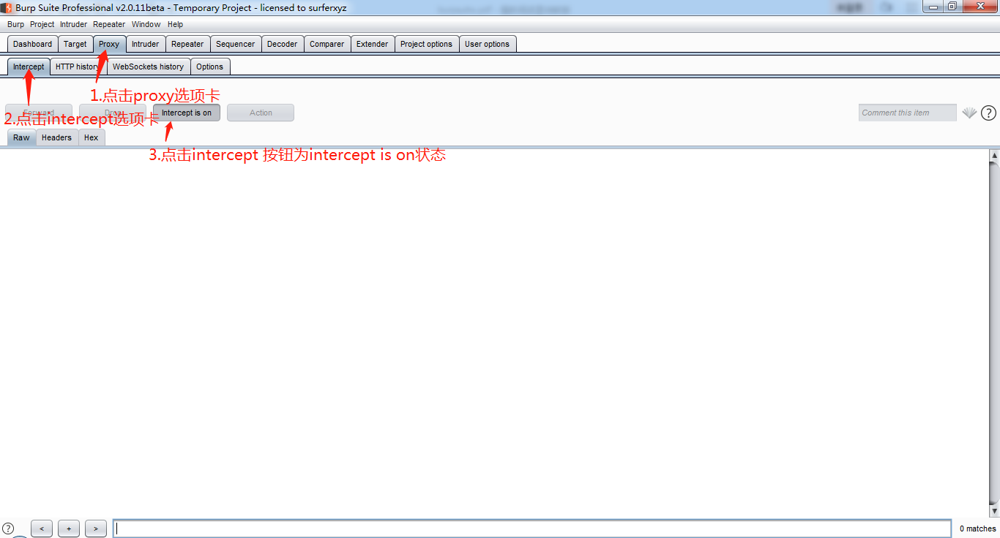 Burp Suite Professional v2.0.11beta - Temporary Project - licensed to surferxyz
Burp Project Intruder Repeater Window Help
Dashboard Target Proxy Intruder Repeater Sequencer Decoder Comparer Extender Project options User options
Intercept HTTP history WebSockets history Options
1.点击proxy选项卡
Forward Drop Intercept is on Action Comment this item ?
2.点击intercept选项卡
Raw Headers Hex
3.点击intercept 按钮为intercept is on状态
? < + > 0 matches